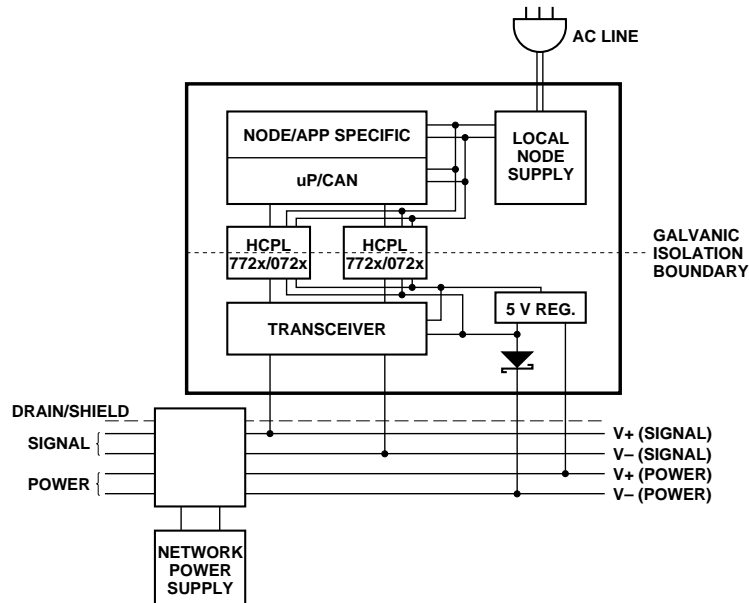 AC LINE
NODE/APP SPECIFIC
uP/CAN
LOCAL
NODE
SUPPLY
HCPL
772x/072x
HCPL
772x/072x
GALVANIC
ISOLATION
BOUNDARY
TRANSCEIVER
5 V REG.
DRAIN/SHIELD
SIGNAL
POWER
V+ (SIGNAL)
V– (SIGNAL)
V+ (POWER)
V– (POWER)
NETWORK
POWER
SUPPLY